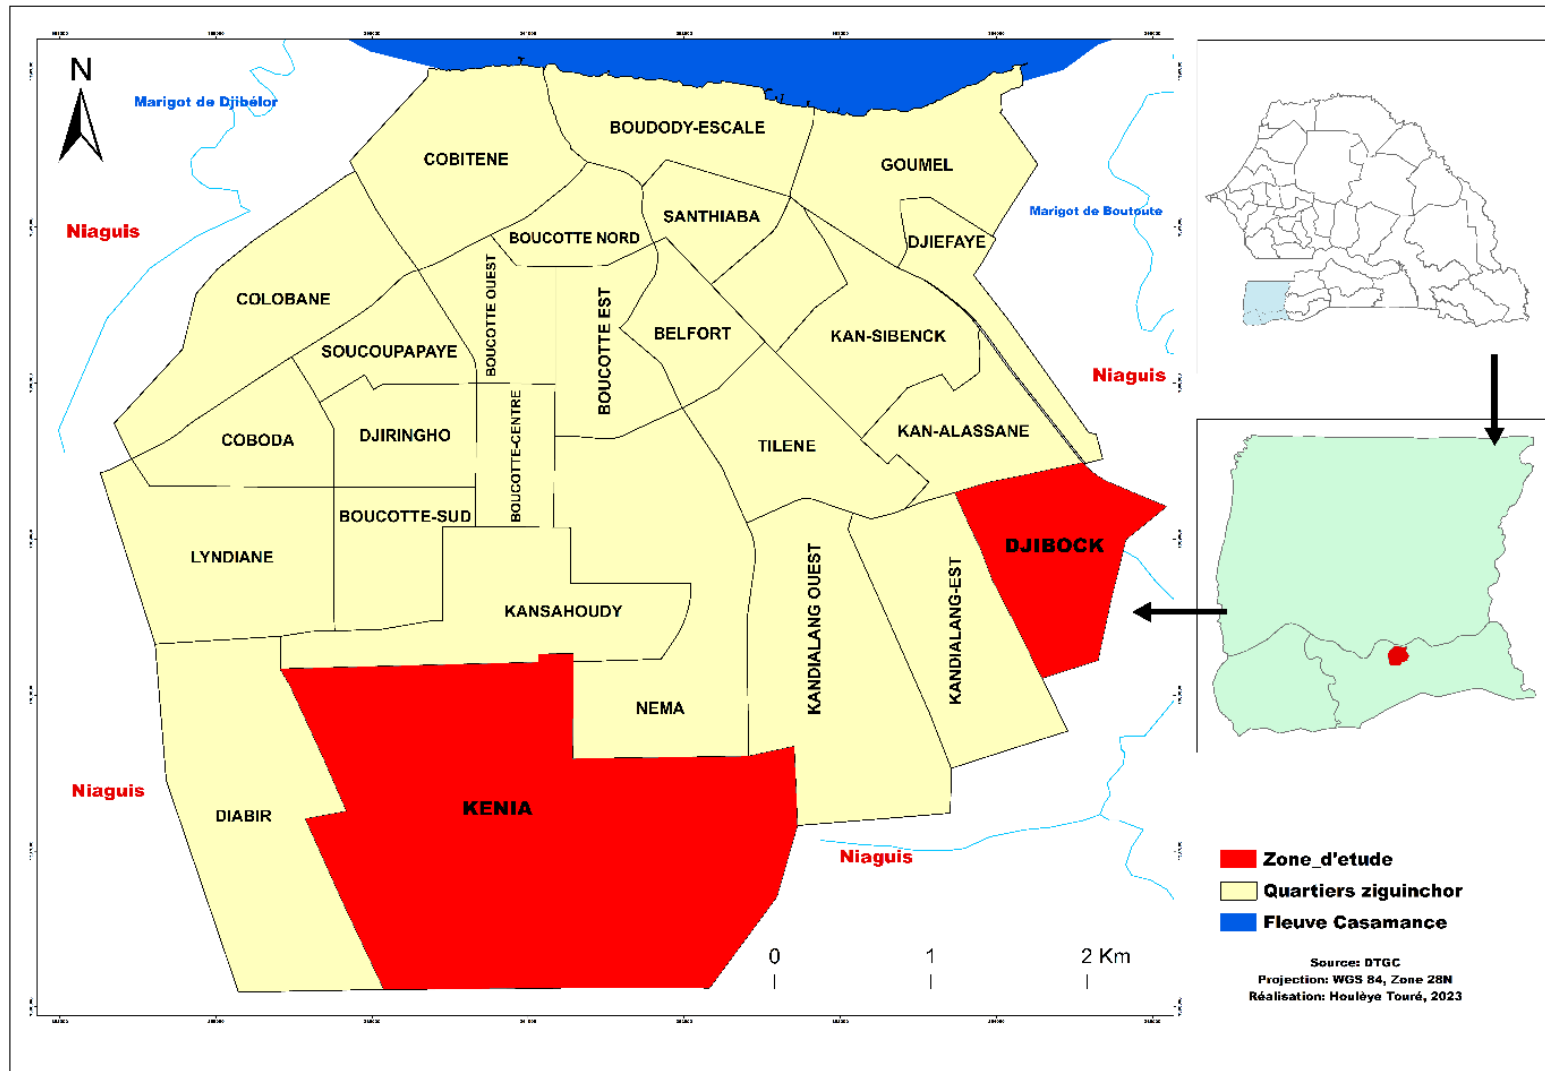 N
Marigot de Djibélor
BOUDODY-ESCALE
COBITENE
GOUMEL
SANTHIABA
Marigot de Boutoute
Niaguis
BOUCOTTE NORD
DJIEFAYE
COLOBANE
BOUCOTTE OUEST
BOUCOTTE EST
BELFORT
KAN-SIBENCK
SOUCOUPAPAYE
Niaguis
COBODA
DJIRINGHO
BOUCOTTE-CENTRE
TILENE
KAN-ALASSANE
BOUCOTTE-SUD
LYNDIANE
DJIBOCK
KANSAHOUDY
KANDIALANG OUEST
KANDIALANG-EST
NEMA
Niaguis
DIABIR
KENIA
Niaguis
0 1 2 Km
Zone_d'etude
Quartiers ziguinchor
Fleuve Casamance
Source: DTGC
Projection: WGS 84, Zone 28N
Réalisation: Houlèye Touré, 2023